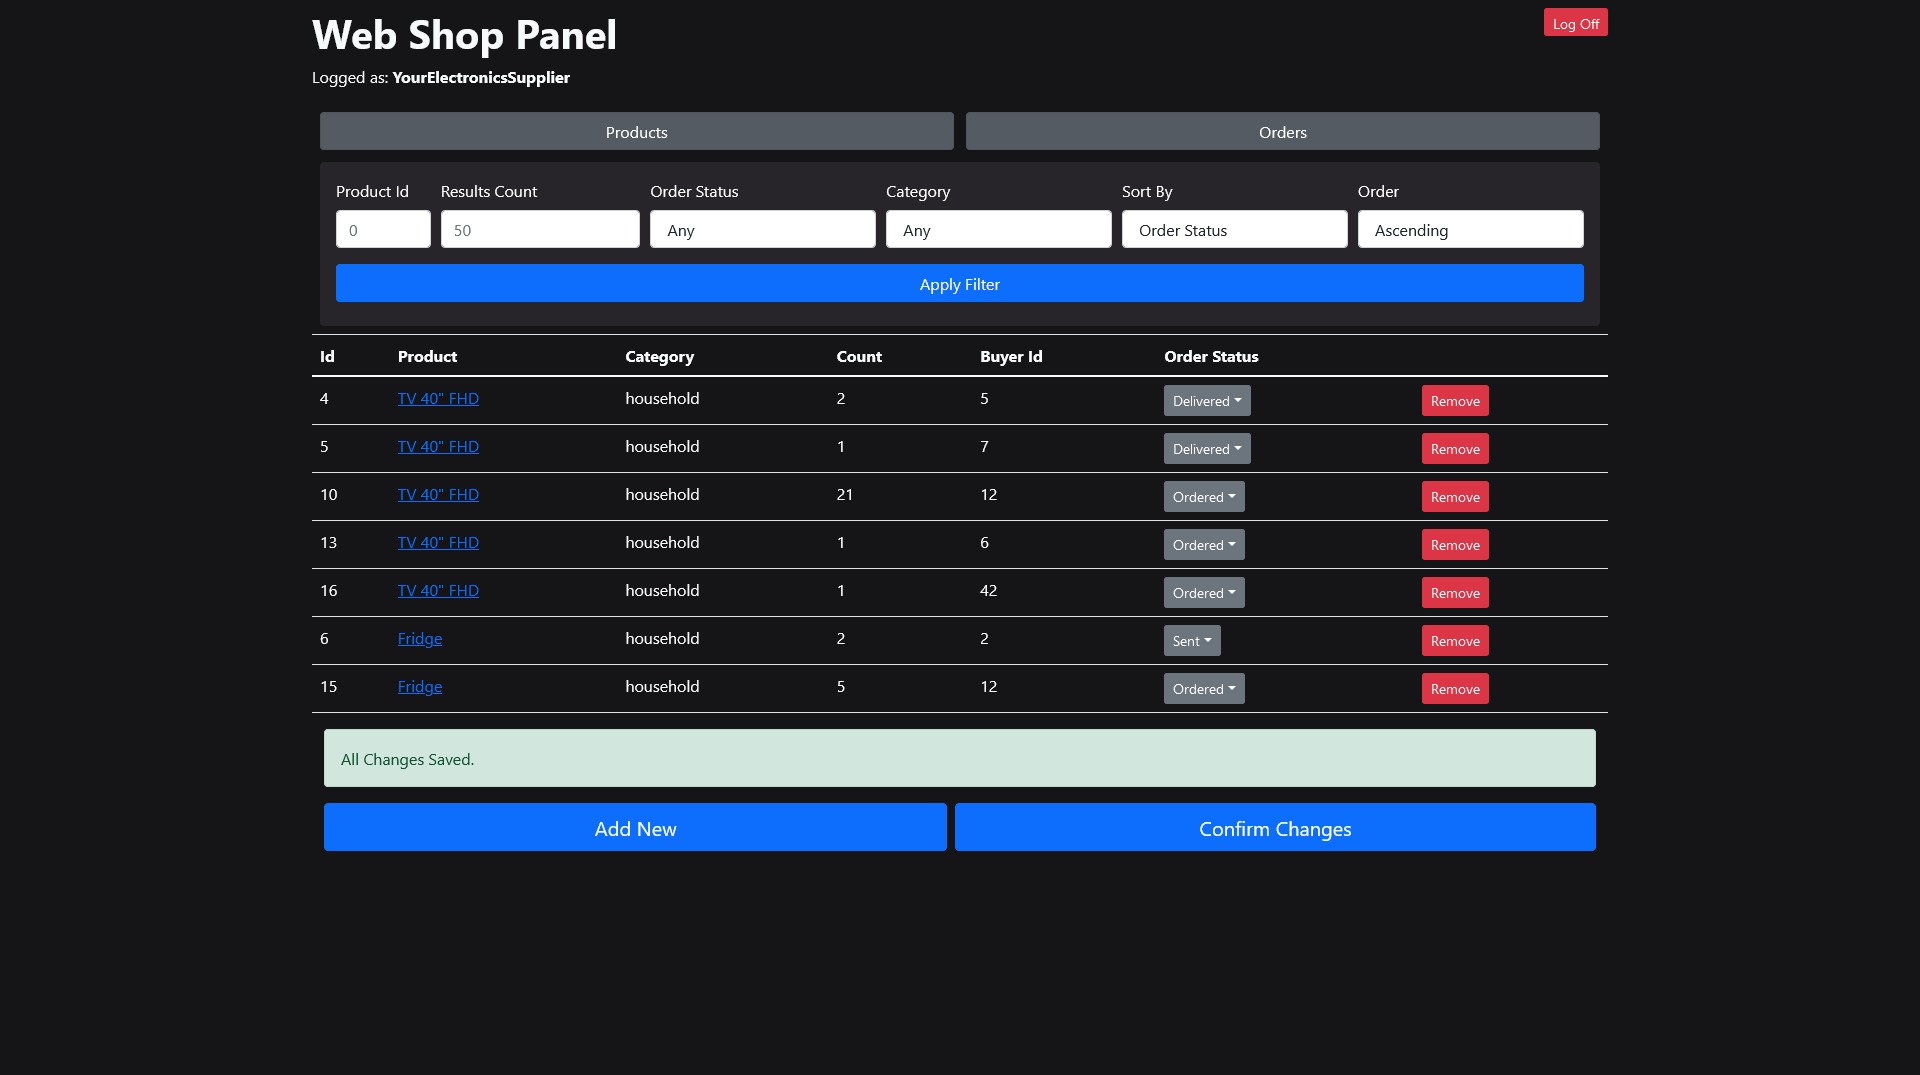 Web Shop Panel
Log Off
Logged as: YourElectronicsSupplier
Products Orders
Product Id Results Count Order Status Category Sort By Order
0 50 Any Any Order Status Ascending
Apply Filter
Id Product Category Count Buyer Id Order Status
4 TV 40" FHD household 2 5 Delivered Remove
5 TV 40" FHD household 1 7 Delivered Remove
10 TV 40" FHD household 21 12 Ordered Remove
13 TV 40" FHD household 1 6 Ordered Remove
16 TV 40" FHD household 1 42 Ordered Remove
6 Fridge household 2 2 Sent Remove
15 Fridge household 5 12 Ordered Remove
All Changes Saved.
Add New Confirm Changes